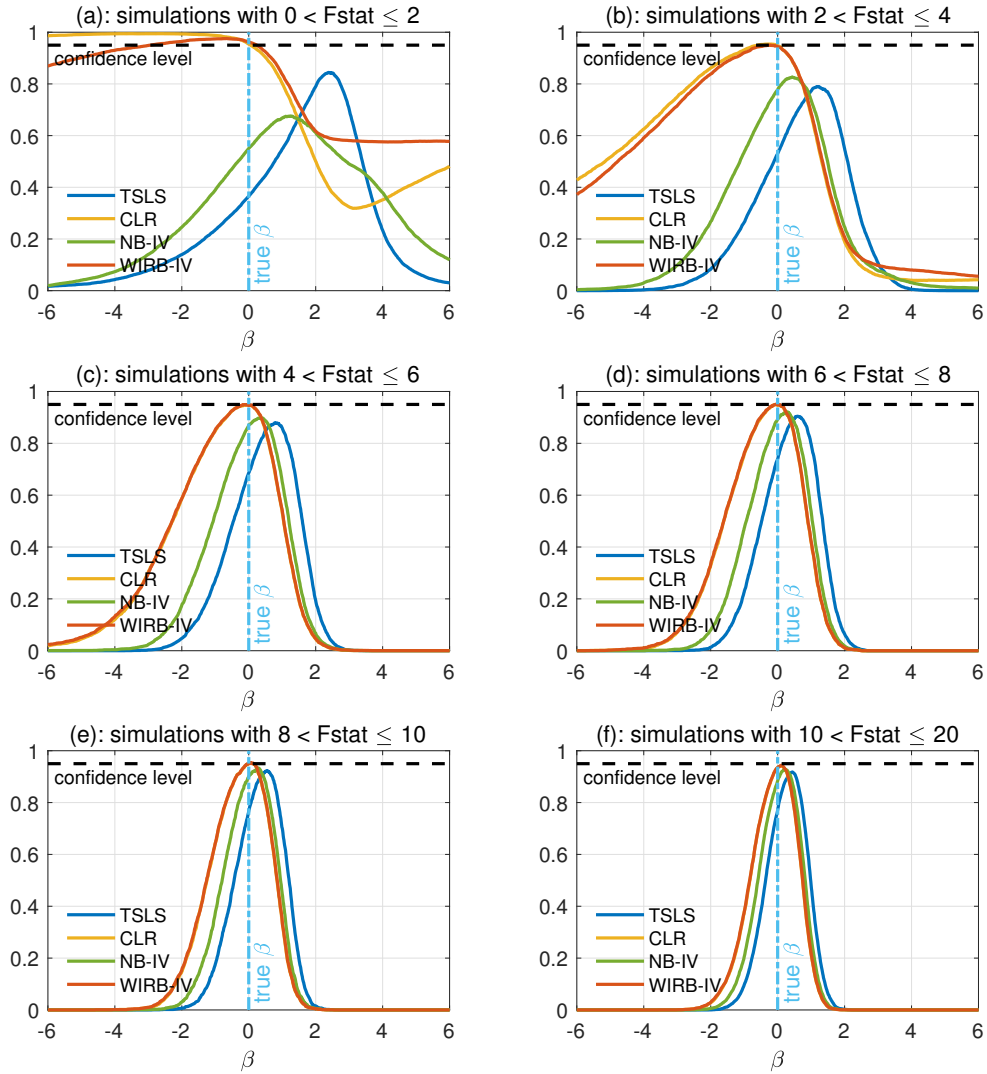 (a): simulations with 0 < Fstat ≤ 2
1
0.8
0.6
0.4
0.2
0
confidence level
TSLS
CLR
NB-IV
WIRB-IV
true β
-6 -4 -2 0 2 4 6
β
(b): simulations with 2 < Fstat ≤ 4
1
0.8
0.6
0.4
0.2
0
confidence level
TSLS
CLR
NB-IV
WIRB-IV
true β
-6 -4 -2 0 2 4 6
β
(c): simulations with 4 < Fstat ≤ 6
1
0.8
0.6
0.4
0.2
0
confidence level
TSLS
CLR
NB-IV
WIRB-IV
true β
-6 -4 -2 0 2 4 6
β
(d): simulations with 6 < Fstat ≤ 8
1
0.8
0.6
0.4
0.2
0
confidence level
TSLS
CLR
NB-IV
WIRB-IV
true β
-6 -4 -2 0 2 4 6
β
(e): simulations with 8 < Fstat ≤ 10
1
0.8
0.6
0.4
0.2
0
confidence level
TSLS
CLR
NB-IV
WIRB-IV
true β
-6 -4 -2 0 2 4 6
β
(f): simulations with 10 < Fstat ≤ 20
1
0.8
0.6
0.4
0.2
0
confidence level
TSLS
CLR
NB-IV
WIRB-IV
true β
-6 -4 -2 0 2 4 6
β